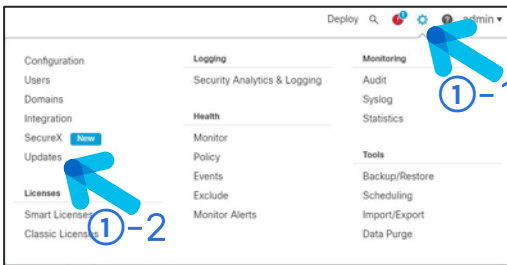 Deploy admin
Configuration
Users
Domains
Integration
SecureX New
Updates
Licenses
Smart Licenses
Classic Licenses
Logging
Security Analytics & Logging
Health
Monitor
Policy
Events
Exclude
Monitor Alerts
Monitoring
Audit
Syslog
Statistics
Tools
Backup/Restore
Scheduling
Import/Export
Data Purge
①-1
①-2